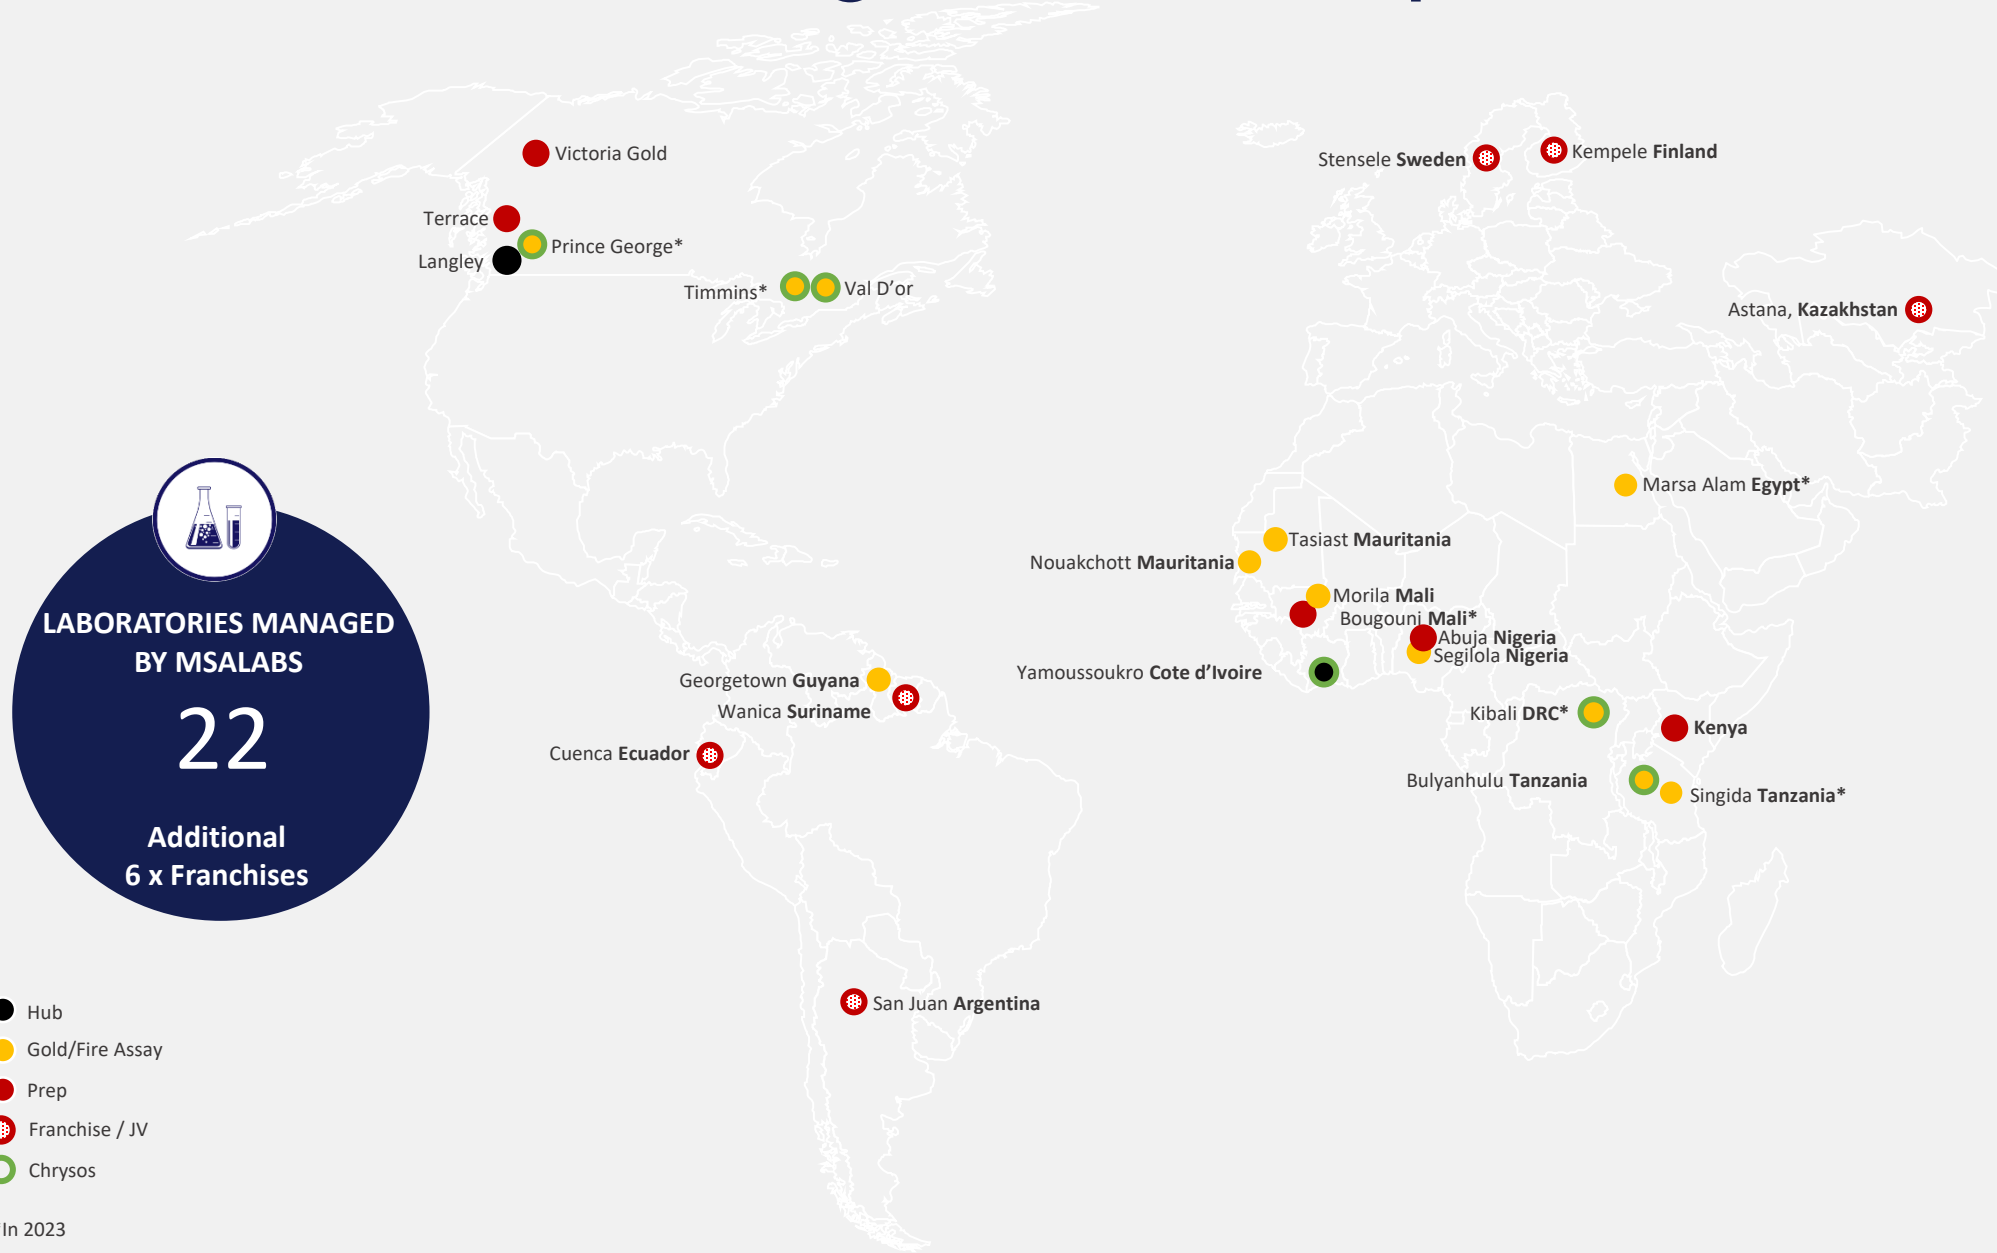 Victoria Gold
Terrace
Prince George*
Langley
Timmins*
Val D’or
Stensele Sweden
Kempele Finland
Astana, Kazakhstan
Marsa Alam Egypt*
Tasiast Mauritania
Nouakchott Mauritania
Morila Mali
Bougouni Mali*
Abuja Nigeria
Segilola Nigeria
Yamoussoukro Cote d’Ivoire
Georgetown Guyana
Wanica Suriname
Kibali DRC*
Kenya
Cuenca Ecuador
Bulyanhulu Tanzania
Singida Tanzania*
San Juan Argentina
LABORATORIES MANAGED
BY MSALABS
22
Additional
6 x Franchises
Hub
Gold/Fire Assay
Prep
Franchise / JV
Chrysos
In 2023